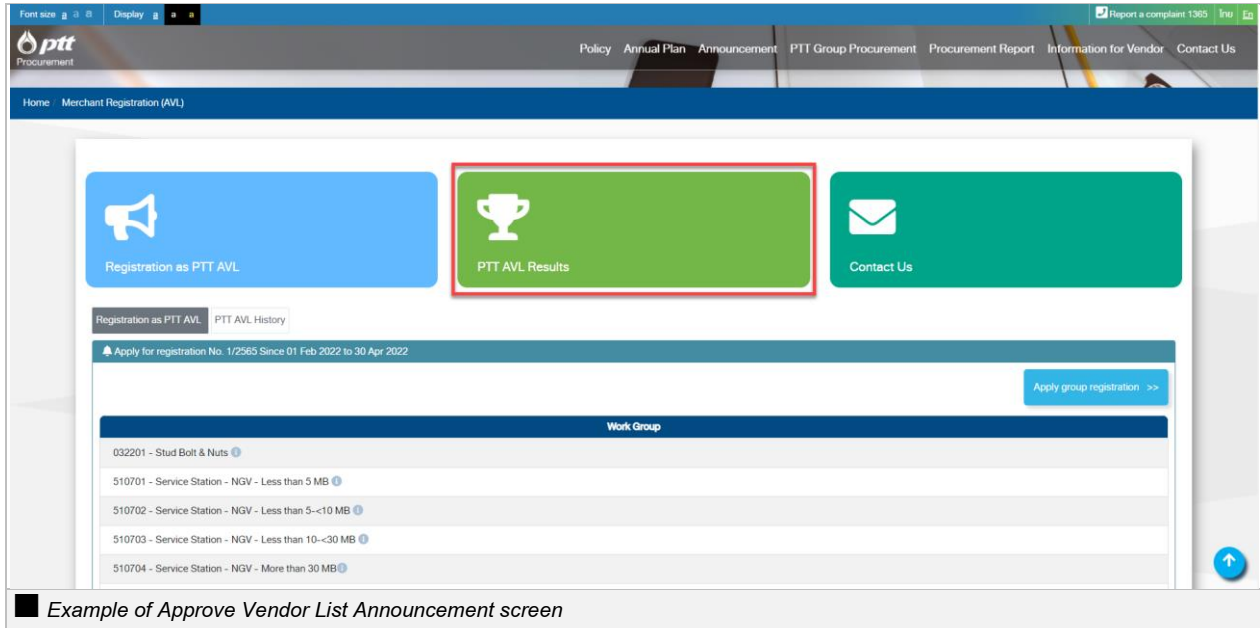 Font size a a a Display a a a Report a complaint 1365 ไทย En
ptt
Procurement
Policy Annual Plan Announcement PTT Group Procurement Procurement Report Information for Vendor Contact Us
Home / Merchant Registration (AVL)
Registration as PTT AVL PTT AVL Results Contact Us
Registration as PTT AVL PTT AVL History
Apply for registration No. 1/2565 Since 01 Feb 2022 to 30 Apr 2022
Apply group registration >>
Work Group
032201 - Stud Bolt & Nuts
510701 - Service Station - NGV - Less than 5 MB
510702 - Service Station - NGV - Less than 5-<10 MB
510703 - Service Station - NGV - Less than 10-<30 MB
510704 - Service Station - NGV - More than 30 MB
Example of Approve Vendor List Announcement screen